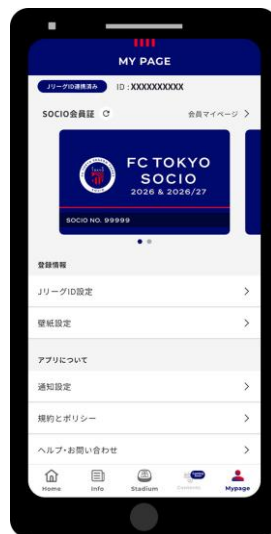 MY PAGE
JリーグID連携済み ID : XXXXXXXXXX
SOCIO会員証 会員マイページ
FC TOKYO
SOCIO
2026 & 2026/27
SOCIO NO. 99999
登録情報
JリーグID設定
壁紙設定
アプリについて
通知設定
規約とポリシー
ヘルプ・お問い合わせ
Home Info Stadium Mypage